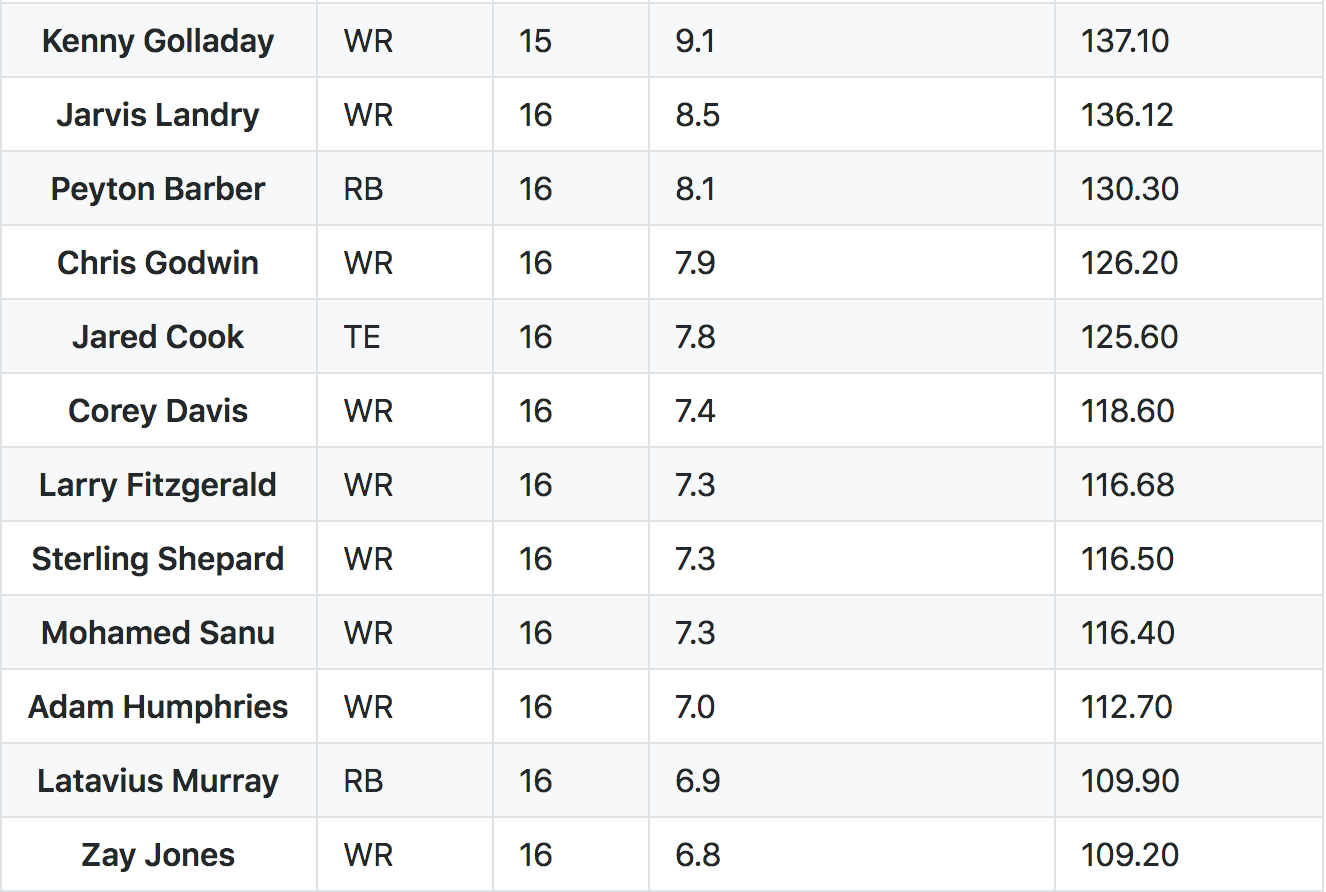 Kenny Golladay WR 15 9.1 137.10
Jarvis Landry WR 16 8.5 136.12
Peyton Barber RB 16 8.1 130.30
Chris Godwin WR 16 7.9 126.20
Jared Cook TE 16 7.8 125.60
Corey Davis WR 16 7.4 118.60
Larry Fitzgerald WR 16 7.3 116.68
Sterling Shepard WR 16 7.3 116.50
Mohamed Sanu WR 16 7.3 116.40
Adam Humphries WR 16 7.0 112.70
Latavius Murray RB 16 6.9 109.90
Zay Jones WR 16 6.8 109.20